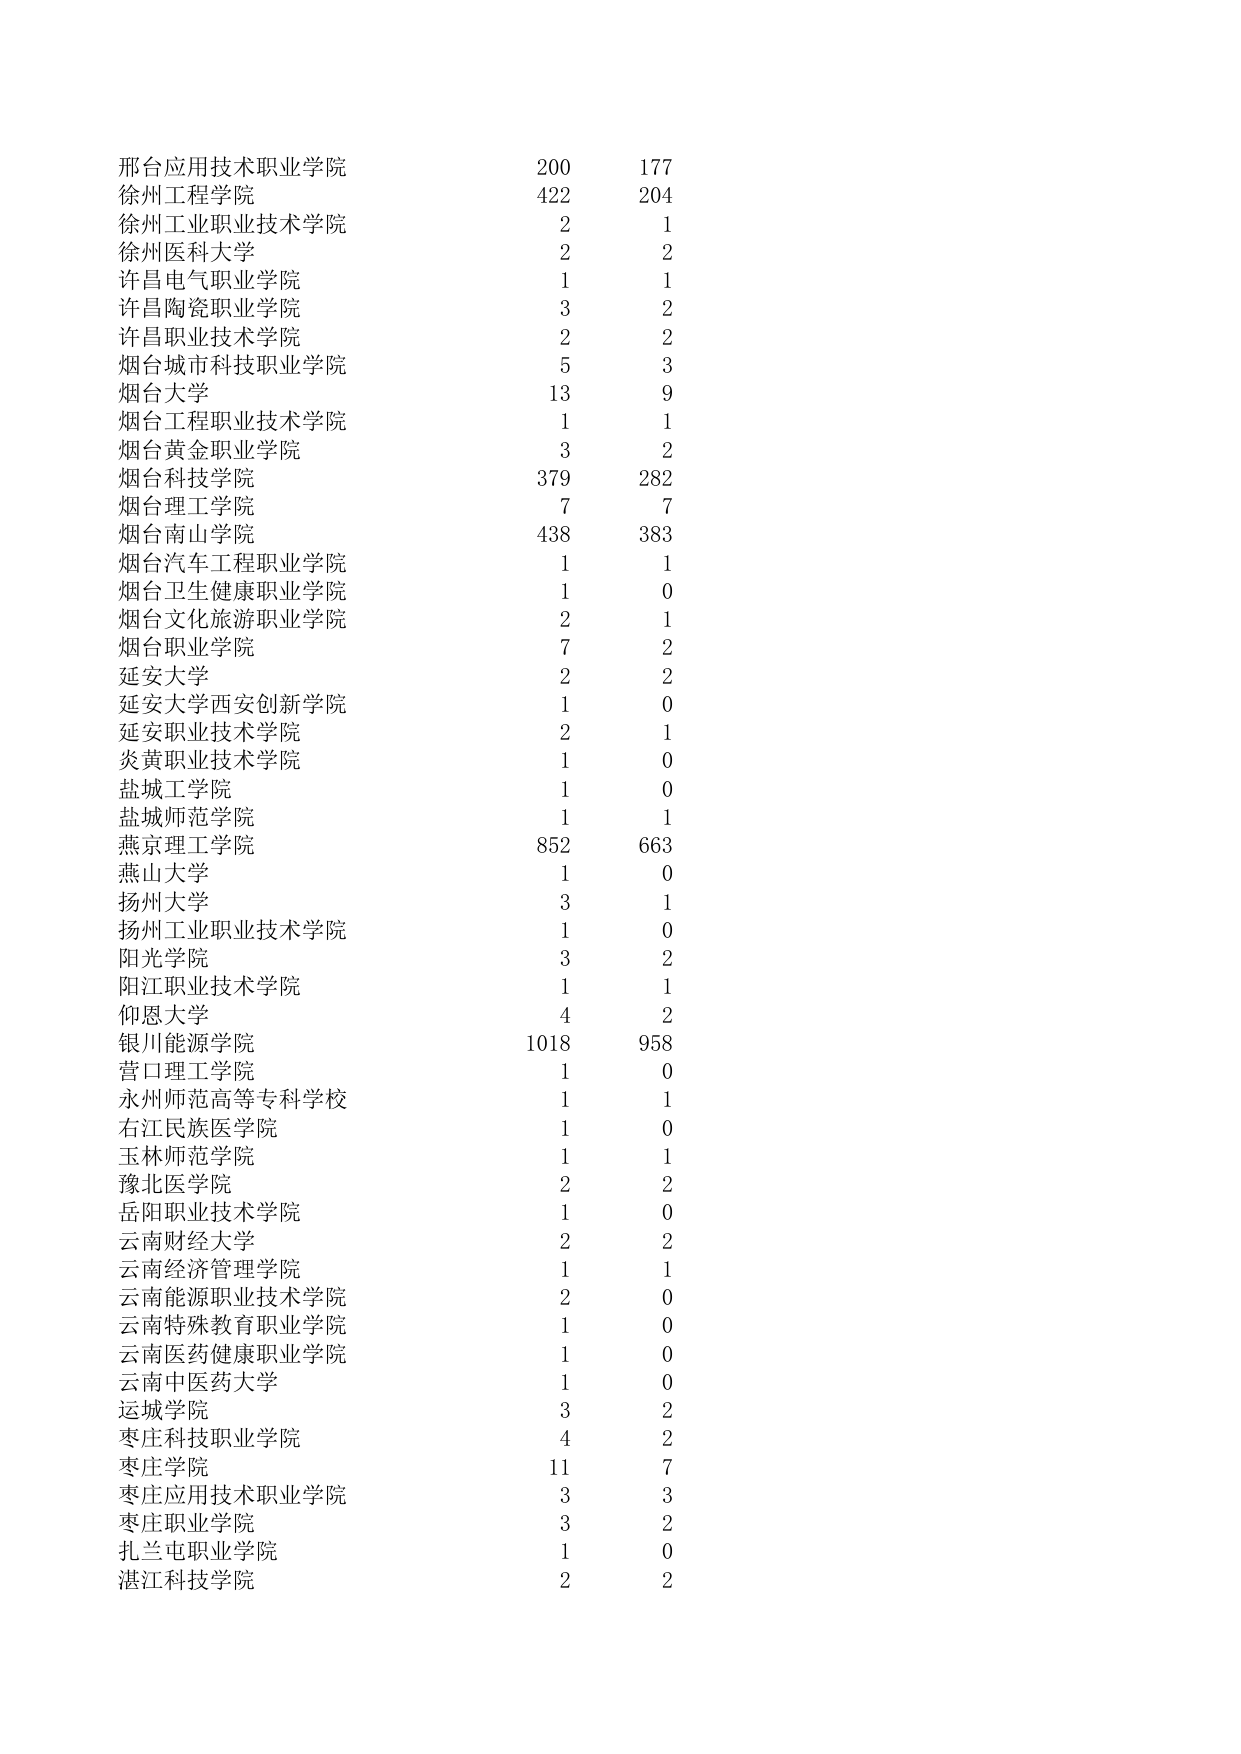 邢台应用技术职业学院 200 177
徐州工程学院 422 204
徐州工业职业技术学院 2 1
徐州医科大学 2 2
许昌电气职业学院 1 1
许昌陶瓷职业学院 3 2
许昌职业技术学院 2 2
烟台城市科技职业学院 5 3
烟台大学 13 9
烟台工程职业技术学院 1 1
烟台黄金职业学院 3 2
烟台科技学院 379 282
烟台理工学院 7 7
烟台南山学院 438 383
烟台汽车工程职业学院 1 1
烟台卫生健康职业学院 1 0
烟台文化旅游职业学院 2 1
烟台职业学院 7 2
延安大学 2 2
延安大学西安创新学院 1 0
延安职业技术学院 2 1
炎黄职业技术学院 1 0
盐城工学院 1 0
盐城师范学院 1 1
燕京理工学院 852 663
燕山大学 1 0
扬州大学 3 1
扬州工业职业技术学院 1 0
阳光学院 3 2
阳江职业技术学院 1 1
仰恩大学 4 2
银川能源学院 1018 958
营口理工学院 1 0
永州师范高等专科学校 1 1
右江民族医学院 1 0
玉林师范学院 1 1
豫北医学院 2 2
岳阳职业技术学院 1 0
云南财经大学 2 2
云南经济管理学院 1 1
云南能源职业技术学院 2 0
云南特殊教育职业学院 1 0
云南医药健康职业学院 1 0
云南中医药大学 1 0
运城学院 3 2
枣庄科技职业学院 4 2
枣庄学院 11 7
枣庄应用技术职业学院 3 3
枣庄职业学院 3 2
扎兰屯职业学院 1 0
湛江科技学院 2 2